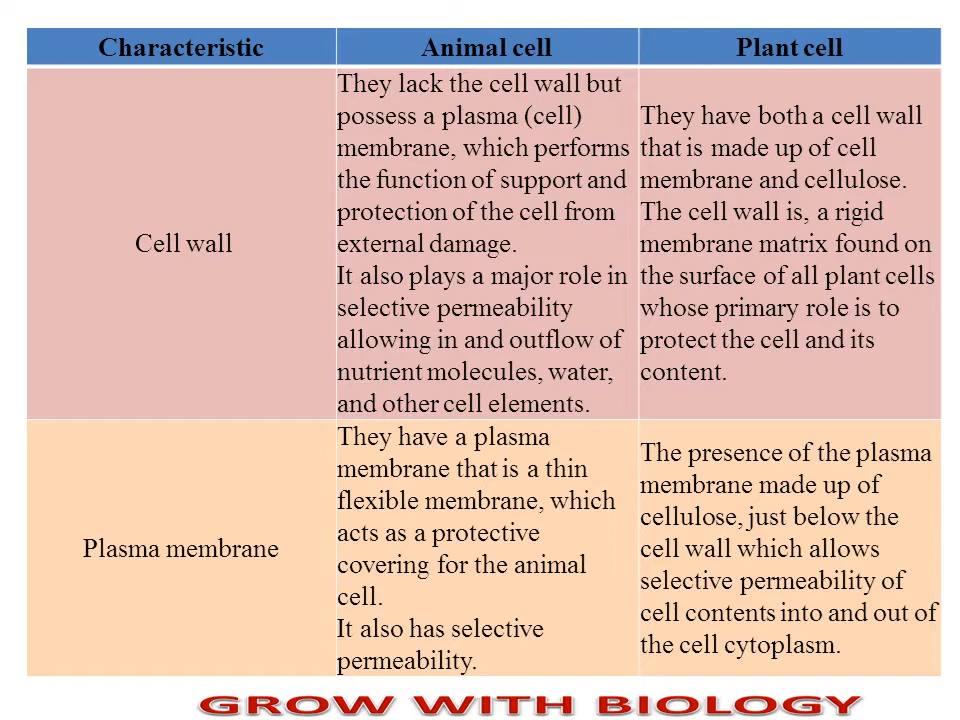 Characteristic
Animal cell
Plant cell
Cell wall
They lack the cell wall but
possess a plasma (cell)
membrane, which performs
the function of support and
protection of the cell from
external damage.
It also plays a major role in
selective permeability
allowing in and outflow of
nutrient molecules, water,
and other cell elements.
They have both a cell wall
that is made up of cell
membrane and cellulose.
The cell wall is, a rigid
membrane matrix found on
the surface of all plant cells
whose primary role is to
protect the cell and its
content.
Plasma membrane
They have a plasma
membrane that is a thin
flexible membrane, which
acts as a protective
covering for the animal
cell.
It also has selective
permeability.
The presence of the plasma
membrane made up of
cellulose, just below the
cell wall which allows
selective permeability of
cell contents into and out of
the cell cytoplasm.
GROW WITH BIOLOGY